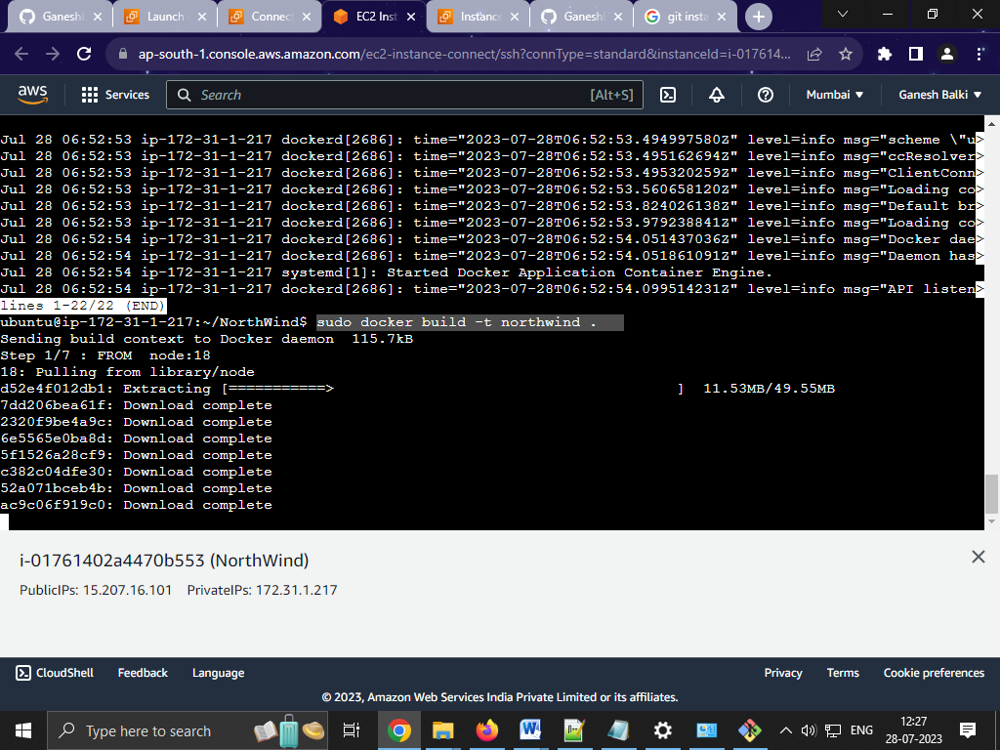 Ganesh
Launch
Connec
EC2 Inst
Instance
Ganesh
git insta
ap-south-1.console.aws.amazon.com/ec2-instance-connect/ssh?connType=standard&instanceId=i-017614...
aws
Services
Search
[Alt+S]
Mumbai
Ganesh Balki
Jul 28 06:52:53 ip-172-31-1-217 dockerd[2686]: time="2023-07-28T06:52:53.494997580Z" level=info msg="scheme \"u>
Jul 28 06:52:53 ip-172-31-1-217 dockerd[2686]: time="2023-07-28T06:52:53.495162694Z" level=info msg="ccResolver>
Jul 28 06:52:53 ip-172-31-1-217 dockerd[2686]: time="2023-07-28T06:52:53.495320259Z" level=info msg="ClientConn>
Jul 28 06:52:53 ip-172-31-1-217 dockerd[2686]: time="2023-07-28T06:52:53.560658120Z" level=info msg="Loading co>
Jul 28 06:52:53 ip-172-31-1-217 dockerd[2686]: time="2023-07-28T06:52:53.824026138Z" level=info msg="Default br>
Jul 28 06:52:53 ip-172-31-1-217 dockerd[2686]: time="2023-07-28T06:52:53.979238841Z" level=info msg="Loading co>
Jul 28 06:52:54 ip-172-31-1-217 dockerd[2686]: time="2023-07-28T06:52:54.051437036Z" level=info msg="Docker dae>
Jul 28 06:52:54 ip-172-31-1-217 dockerd[2686]: time="2023-07-28T06:52:54.051861091Z" level=info msg="Daemon has>
Jul 28 06:52:54 ip-172-31-1-217 systemd[1]: Started Docker Application Container Engine.
Jul 28 06:52:54 ip-172-31-1-217 dockerd[2686]: time="2023-07-28T06:52:54.099514231Z" level=info msg="API listen>
lines 1-22/22 (END)
ubuntu@ip-172-31-1-217:~/NorthWind$ sudo docker build -t northwind .
Sending build context to Docker daemon  115.7kB
Step 1/7 : FROM  node:18
18: Pulling from library/node
d52e4f012db1: Extracting [===========>                                       ]  11.53MB/49.55MB
7dd206bea61f: Download complete
2320f9be4a9c: Download complete
6e5565e0ba8d: Download complete
5f1526a28cf9: Download complete
c382c04dfe30: Download complete
52a071bceb4b: Download complete
ac9c06f919c0: Download complete
i-01761402a4470b553 (NorthWind)
PublicIPs: 15.207.16.101    PrivateIPs: 172.31.1.217
CloudShell
Feedback
Language
Privacy
Terms
Cookie preferences
© 2023, Amazon Web Services India Private Limited or its affiliates.
Type here to search
ENG
12:27
28-07-2023